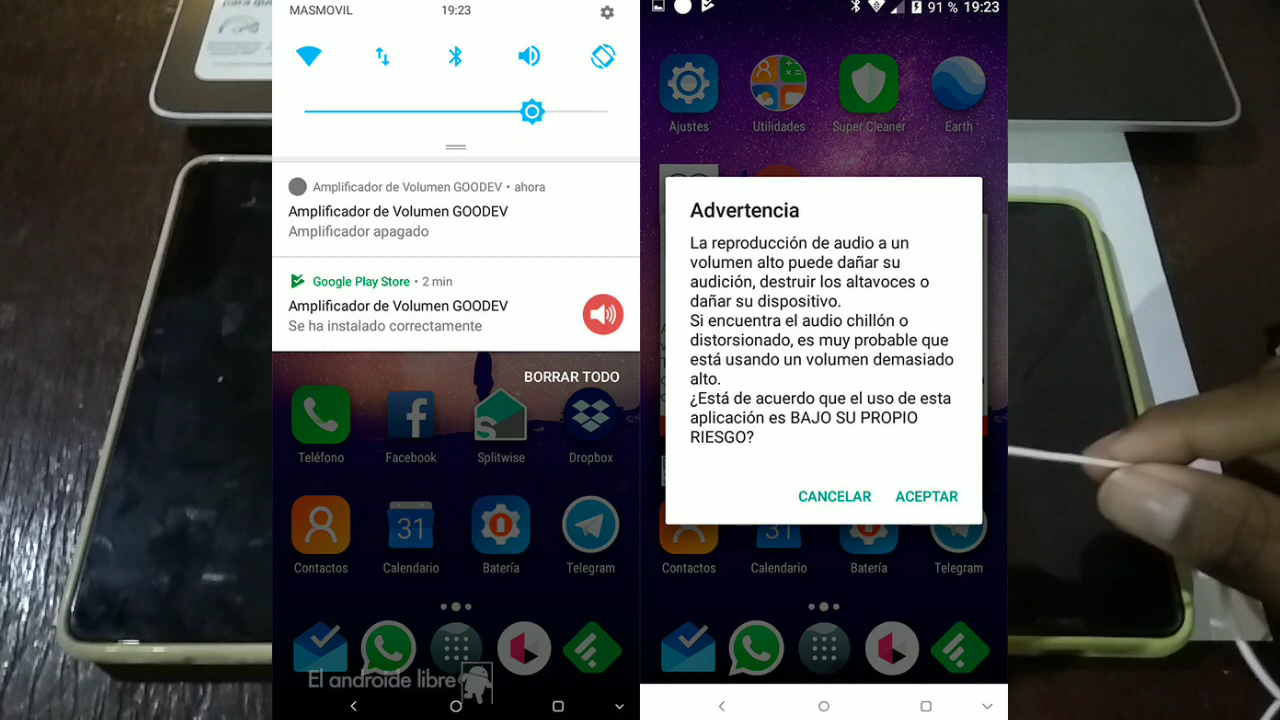 para que
rápido.
MASMOVIL
19:23
Amplificador de Volumen GOODEV • ahora
Amplificador de Volumen GOODEV
Amplificador apagado
Google Play Store • 2 min
Amplificador de Volumen GOODEV
Se ha instalado correctamente
BORRAR TODO
Teléfono
Facebook
Splitwise
Dropbox
31
Contactos
Calendario
Batería
Telegram
El androide libre
91 % 19:23
Ajustes
Utilidades
Super Cleaner
Earth
Advertencia
La reproducción de audio a un
volumen alto puede dañar su
audición, destruir los altavoces o
dañar su dispositivo.
Si encuentra el audio chillón o
distorsionado, es muy probable que
está usando un volumen demasiado
alto.
¿Está de acuerdo que el uso de esta
aplicación es BAJO SU PROPIO
RIESGO?
CANCELAR
ACEPTAR
31
Contactos
Calendario
Batería
Telegram